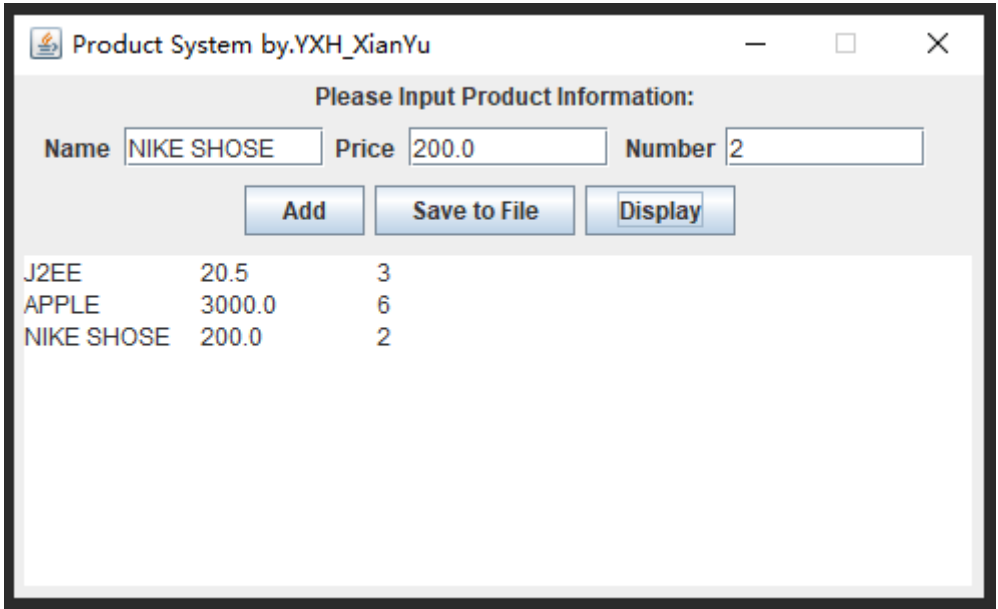 Product System by.YXH_XianYu
Please Input Product Information:
Name NIKE SHOSE Price 200.0 Number 2
Add Save to File Display
J2EE 20.5 3
APPLE 3000.0 6
NIKE SHOSE 200.0 2